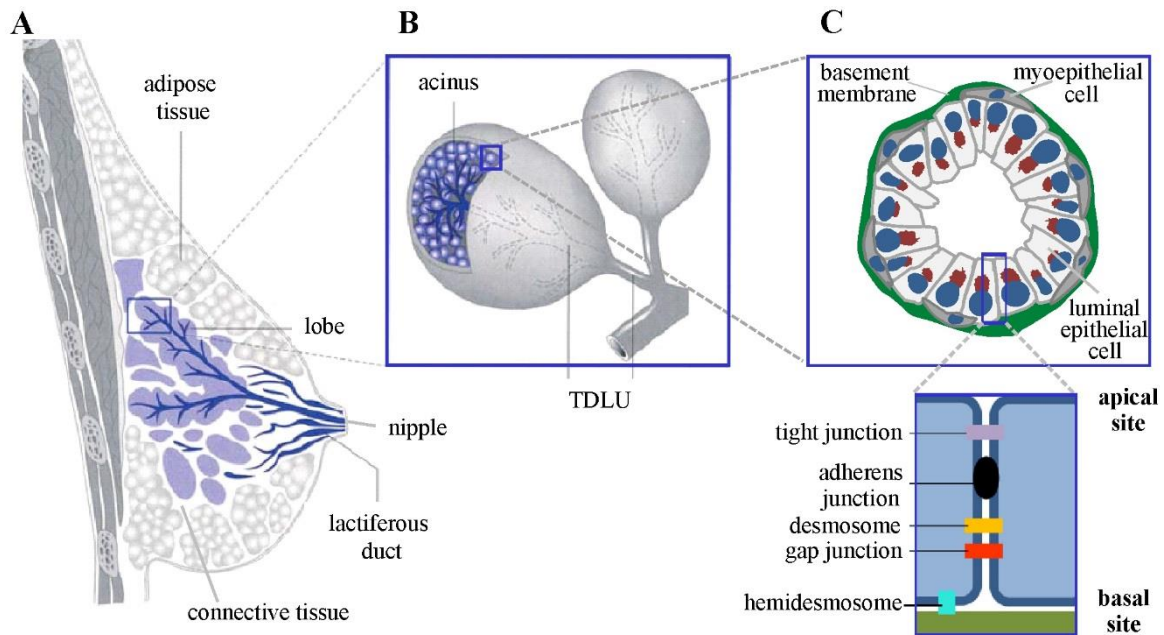 A
adipose
tissue
lobe
nipple
lactiferous
duct
connective tissue
B
acinus
TDLU
C
basement
membrane
myoepithelial
cell
luminal
epithelial
cell
apical
site
tight junction
adherens
junction
desmosome
gap junction
hemidesmosome
basal
site